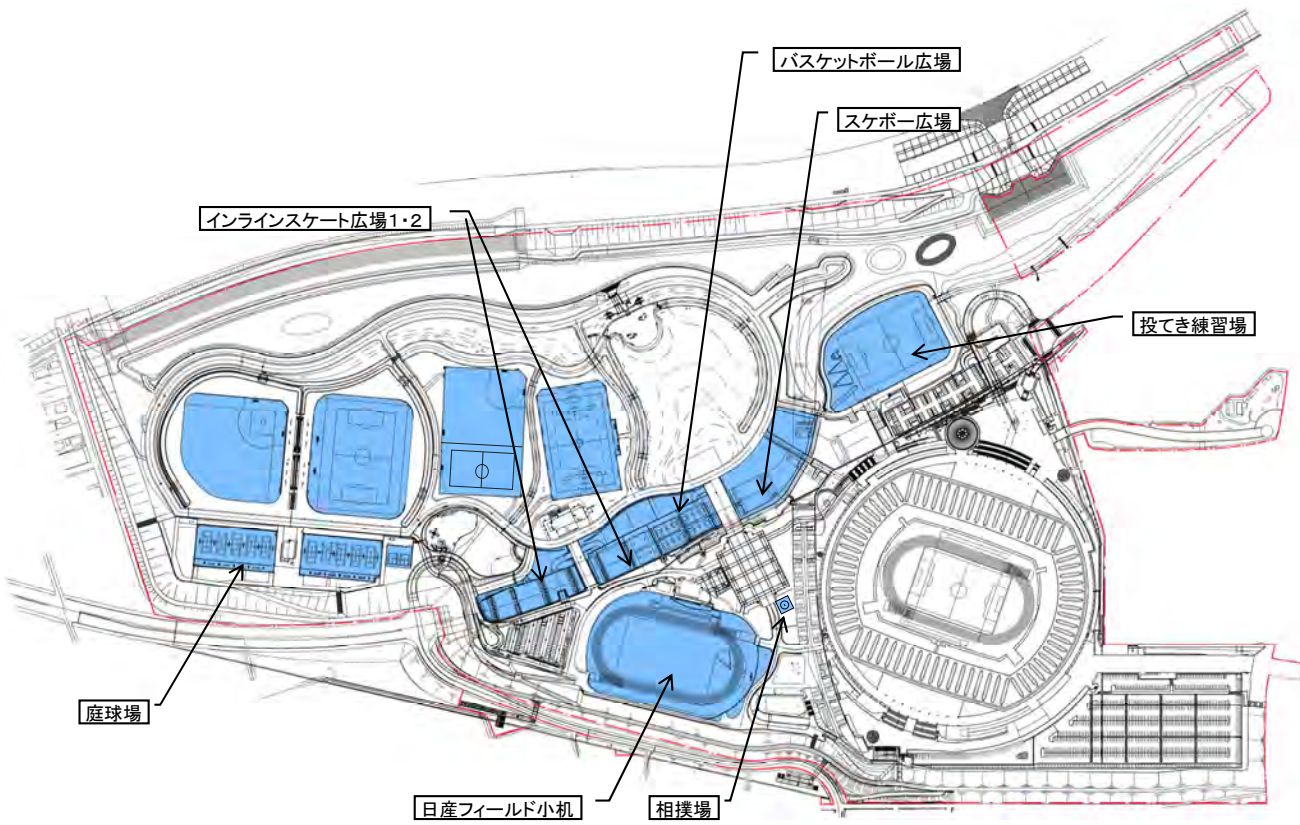 バスケットボール広場
スケボー広場
インラインスケート広場1・2
投てき練習場
庭球場
日産フィールド小机
相撲場